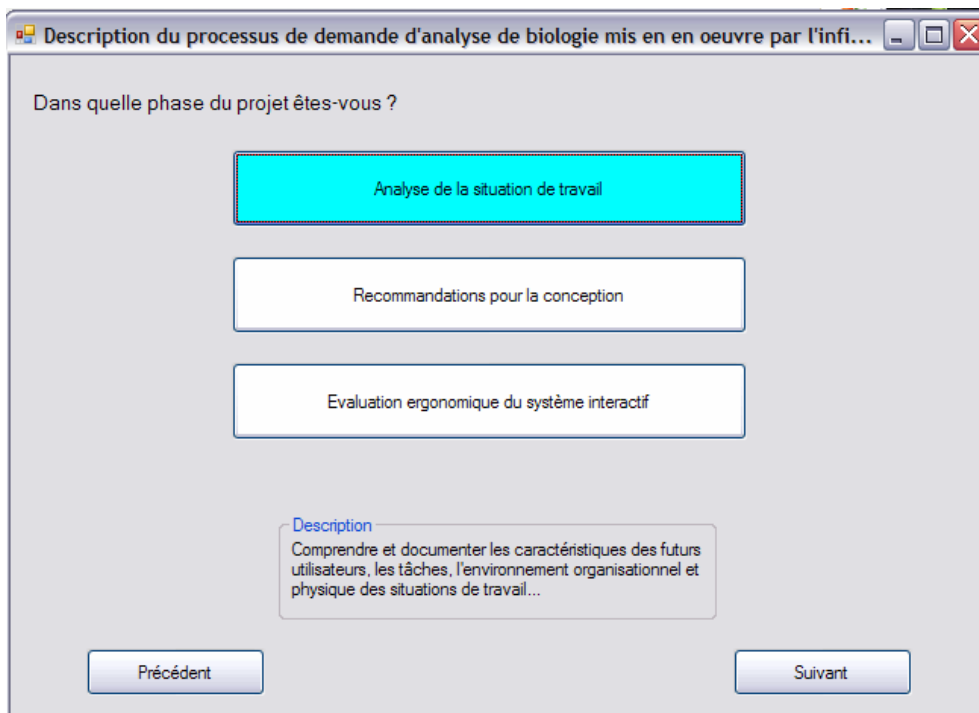 Description du processus de demande d'analyse de biologie mis en en oeuvre par l'infi...
Dans quelle phase du projet êtes-vous ?
Analyse de la situation de travail
Recommandations pour la conception
Evaluation ergonomique du système interactif
Description
Comprendre et documenter les caractéristiques des futurs
utilisateurs, les tâches, l'environnement organisationnel et
physique des situations de travail...
Précédent
Suivant